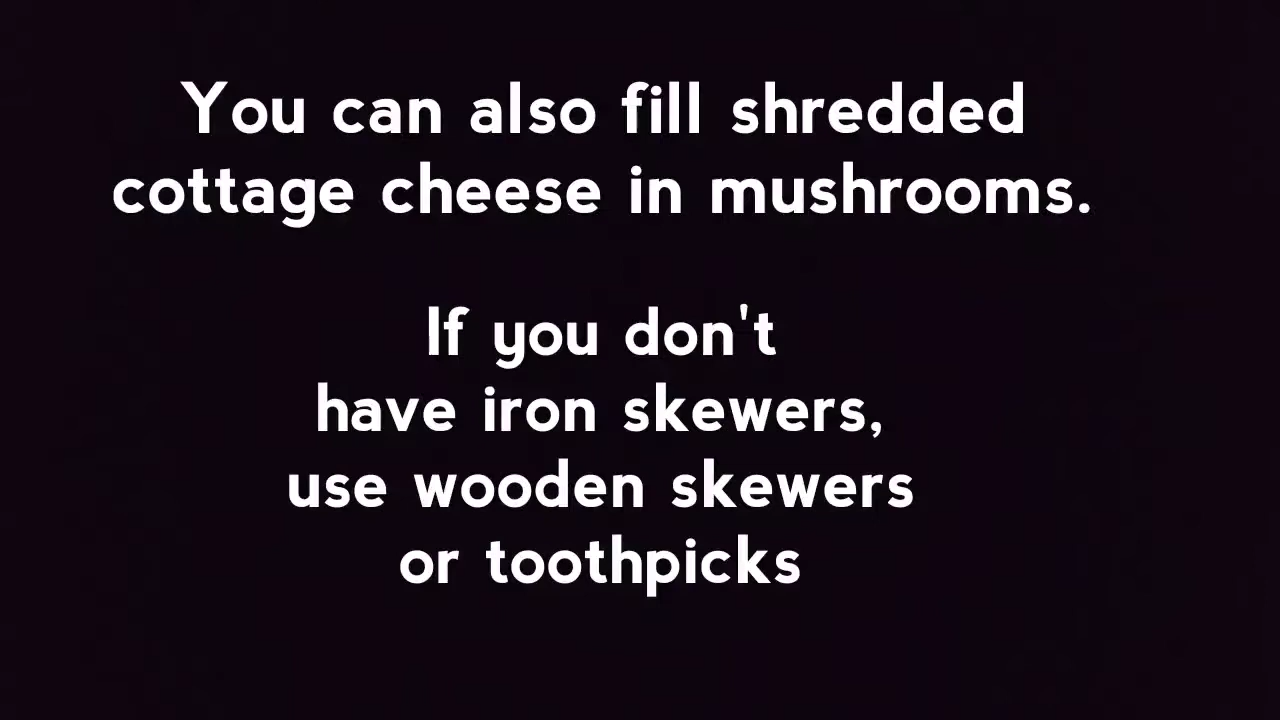 You can also fill shredded
cottage cheese in mushrooms.
If you don't
have iron skewers,
use wooden skewers
or toothpicks